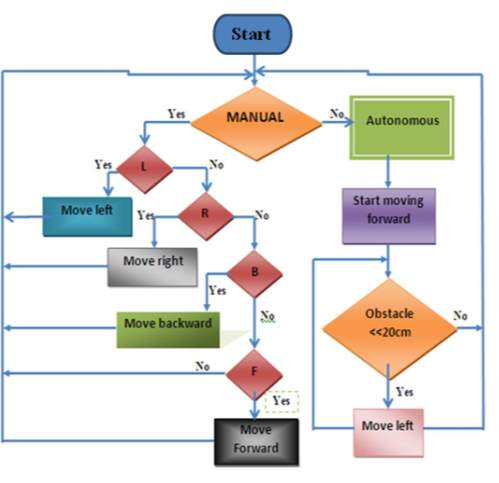 Start
MANUAL
Yes
No
Autonomous
L
Yes
No
Move left
R
Yes
No
Start moving
forward
Move right
B
Yes
No
Move backward
Obstacle
<<20cm
No
Yes
F
No
Yes
Move
Forward
Move left